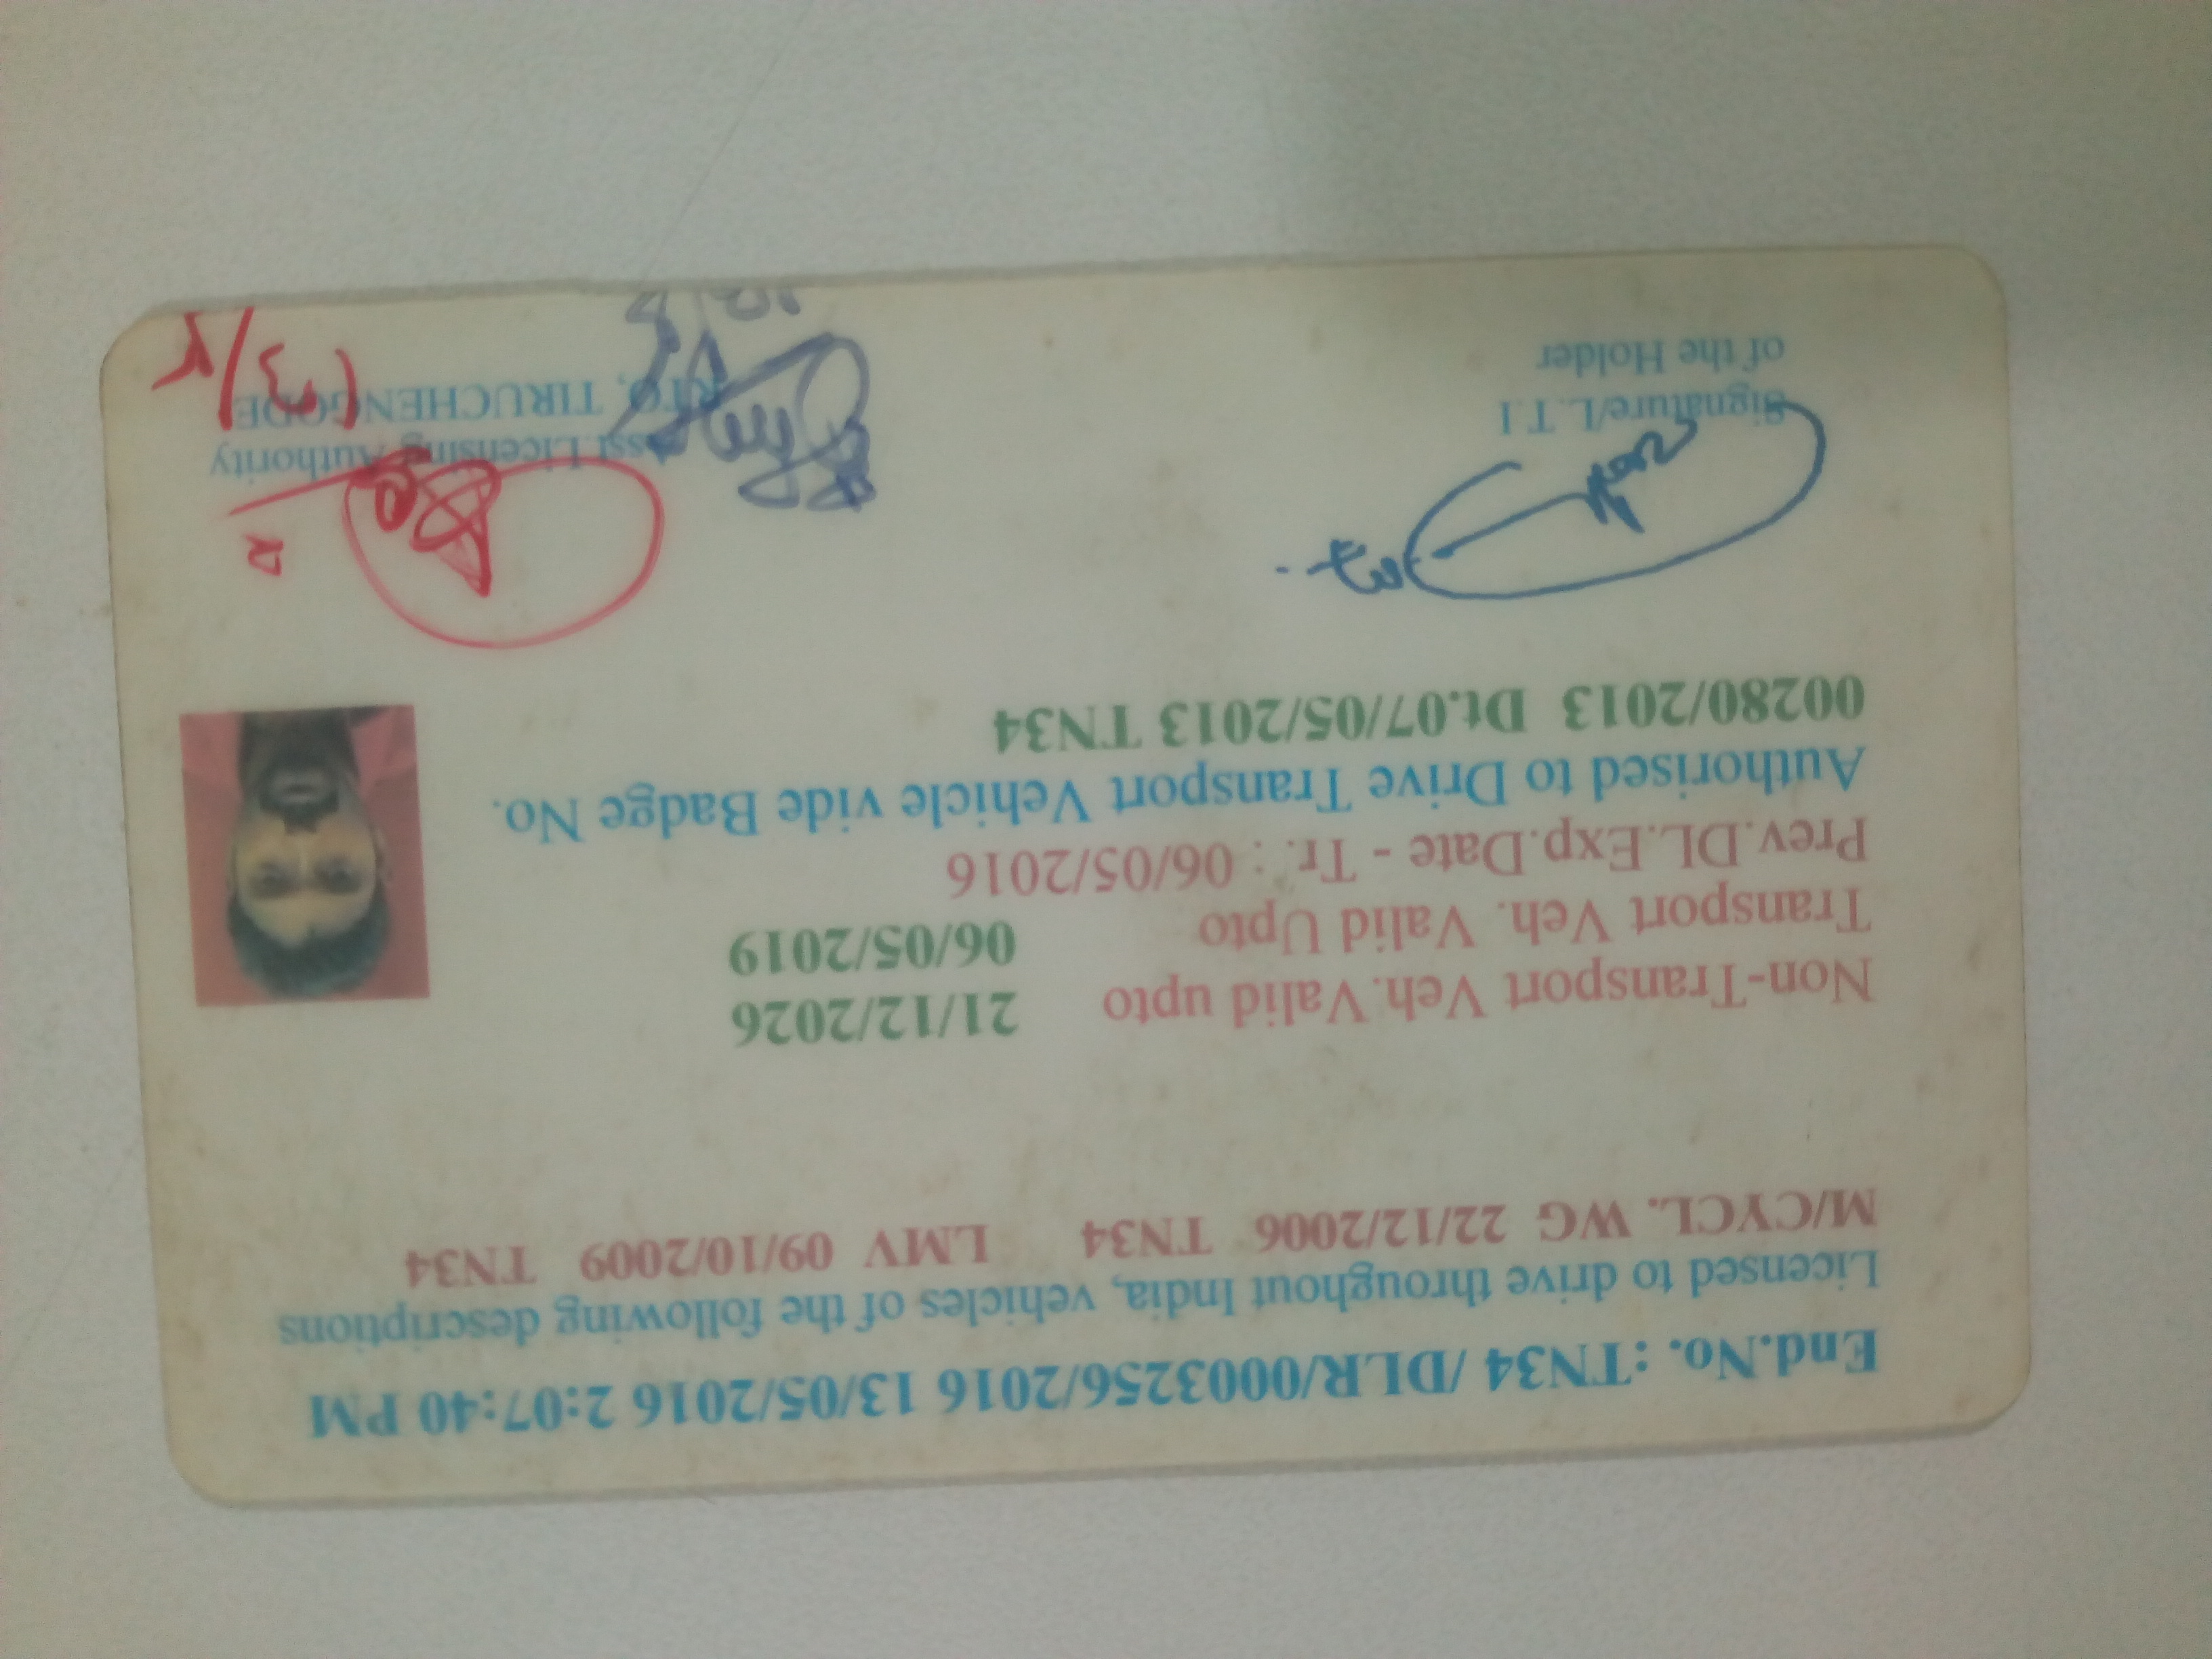 End.No. :TN34 /DLR/0003256/2016 13/05/2016 2:07:40 PM
Licensed to drive throughout India, vehicles of the following descriptions
M/CYCL. WG 22/12/2006 TN34 LMV 09/10/2009 TN34
Non-Transport Veh.Valid upto 21/12/2026
Transport Veh. Valid Upto 06/05/2019
Prev.DL.Exp.Date - Tr. : 06/05/2016
Authorised to Drive Transport Vehicle vide Badge No.
00280/2013 Dt.07/05/2013 TN34
Signature/L.T.I
of the Holder
Asst.Licensing Authority
RTO, TIRUCHENGODE